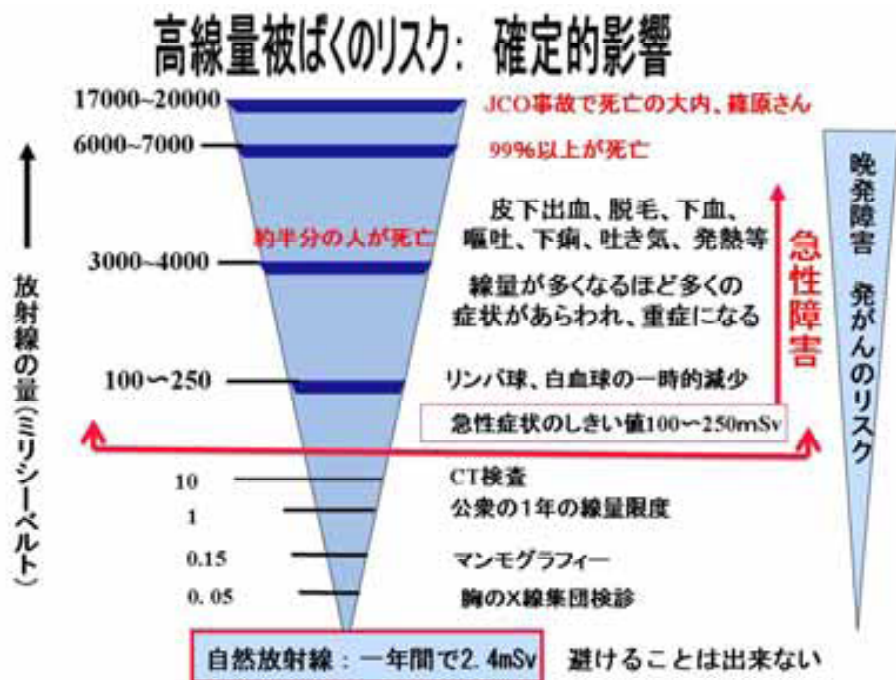 高線量被ばくのリスク： 確定的影響
17000~20000
JCO事故で死亡の大内、篠原さん
6000~7000
99%以上が死亡
約半分の人が死亡
皮下出血、脱毛、下血、
嘔吐、下痢、吐き気、発熱等
3000~4000
線量が多くなるほど多くの
症状があらわれ、重症になる
100〜250
リンパ球、白血球の一時的減少
急性症状のしきい値100〜250mSv
急性障害
晩発障害 発がんのリスク
放射線の量(ミリシーベルト)
10
CT検査
1
公衆の1年の線量限度
0.15
マンモグラフィー
0. 05
胸のX線集団検診
自然放射線：一年間で2.4mSv
避けることは出来ない